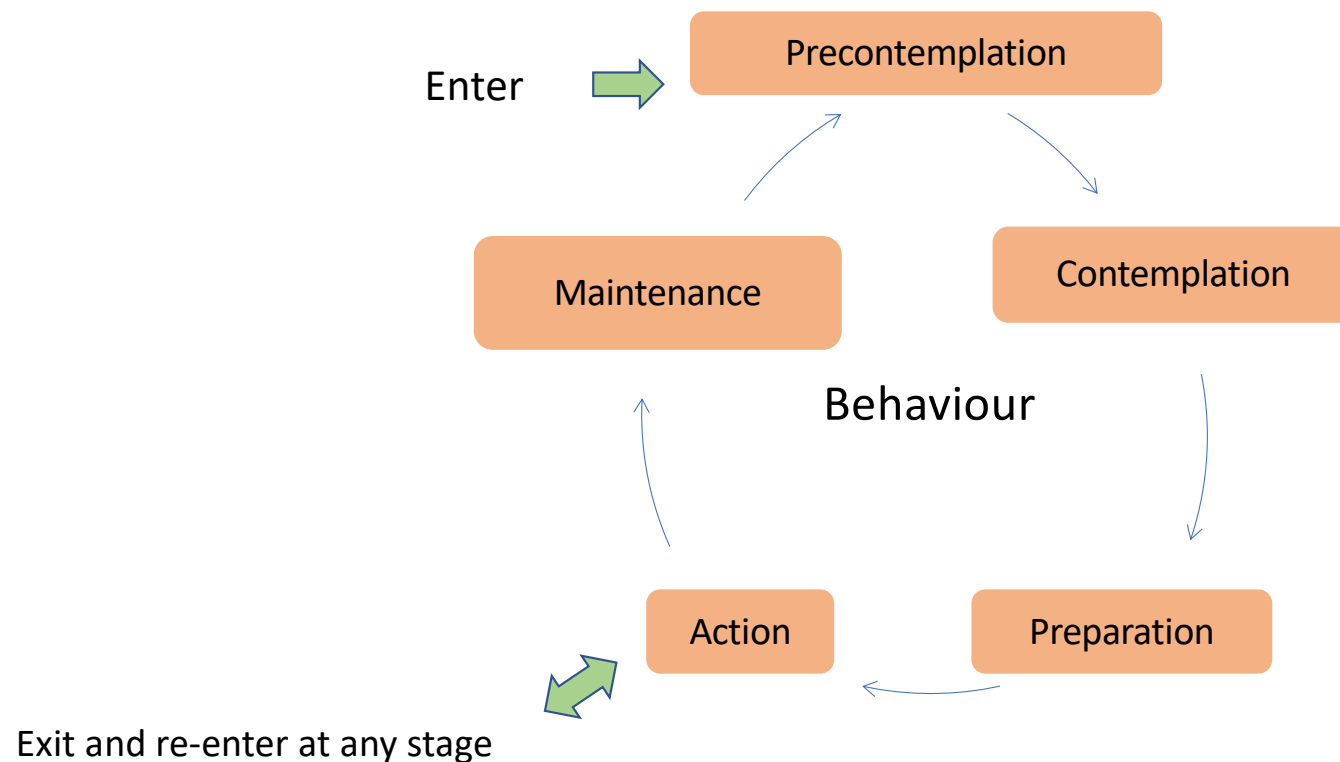 Precontemplation
Enter
Contemplation
Maintenance
Behaviour
Action
Preparation
Exit and re-enter at any stage